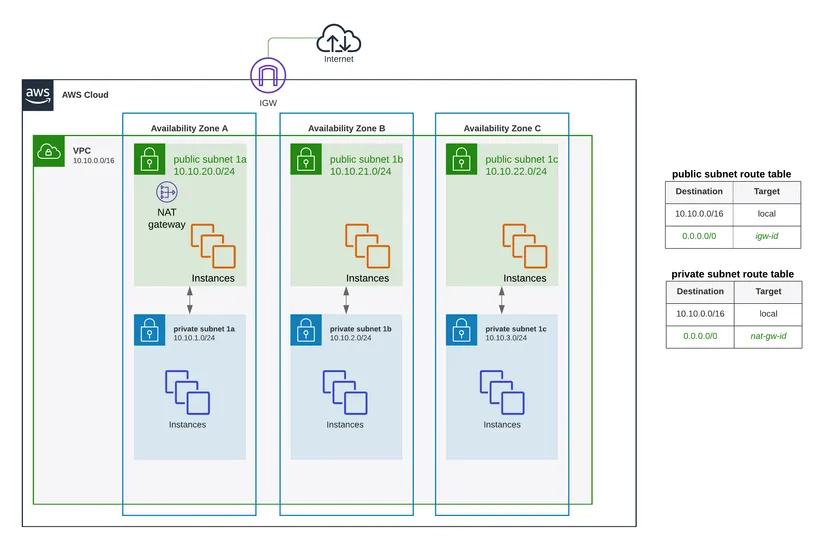 Internet
IGW
aws
AWS Cloud
Availability Zone A
Availability Zone B
Availability Zone C
VPC
10.10.0.0/16
public subnet 1a
10.10.20.0/24
public subnet 1b
10.10.21.0/24
public subnet 1c
10.10.22.0/24
NAT
gateway
Instances
Instances
Instances
private subnet 1a
10.10.1.0/24
private subnet 1b
10.10.2.0/24
private subnet 1c
10.10.3.0/24
Instances
Instances
Instances
public subnet route table
Destination Target
10.10.0.0/16 local
0.0.0.0/0 igw-id
private subnet route table
Destination Target
10.10.0.0/16 local
0.0.0.0/0 nat-gw-id